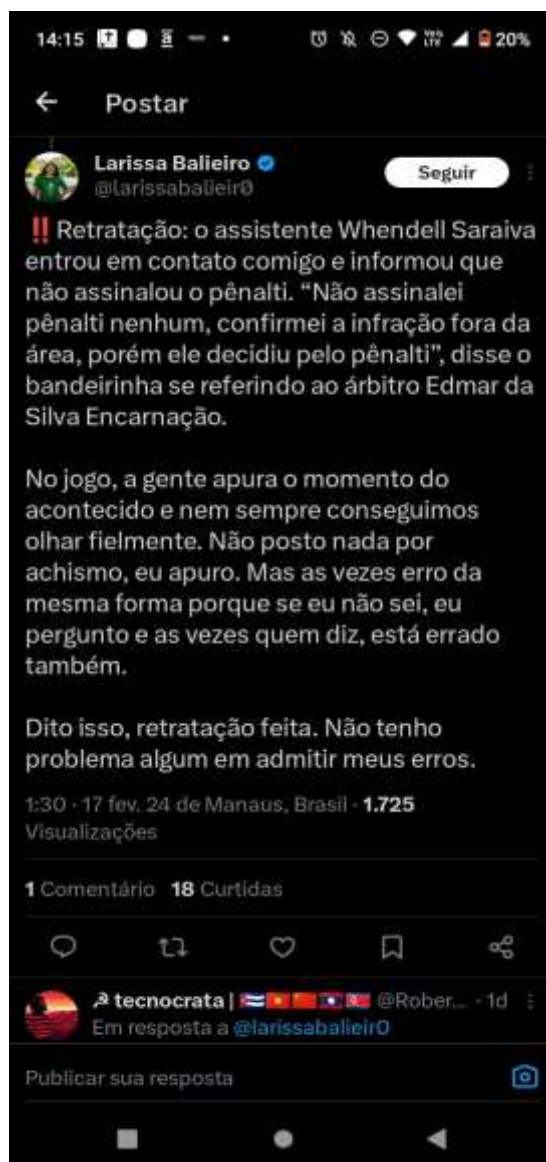 14:15
20%
Postar
Larissa Balieiro
@larissabalieir0
Seguir
‼️ Retratação: o assistente Whendell Saraiva
entrou em contato comigo e informou que
não assinalou o pênalti. “Não assinalei
pênalti nenhum, confirmei a infração fora da
área, porém ele decidiu pelo pênalti”, disse o
bandeirinha se referindo ao árbitro Edmar da
Silva Encarnação.
No jogo, a gente apura o momento do
acontecido e nem sempre conseguimos
olhar fielmente. Não posto nada por
achismo, eu apuro. Mas as vezes erro da
mesma forma porque se eu não sei, eu
pergunto e as vezes quem diz, está errado
também.
Dito isso, retratação feita. Não tenho
problema algum em admitir meus erros.
1:30 · 17 fev. 24 de Manaus, Brasil · 1.725
Visualizações
1 Comentário 18 Curtidas
tecnocrata | @Rober... · 1d
Em resposta a @larissabalieir0
Publicar sua resposta